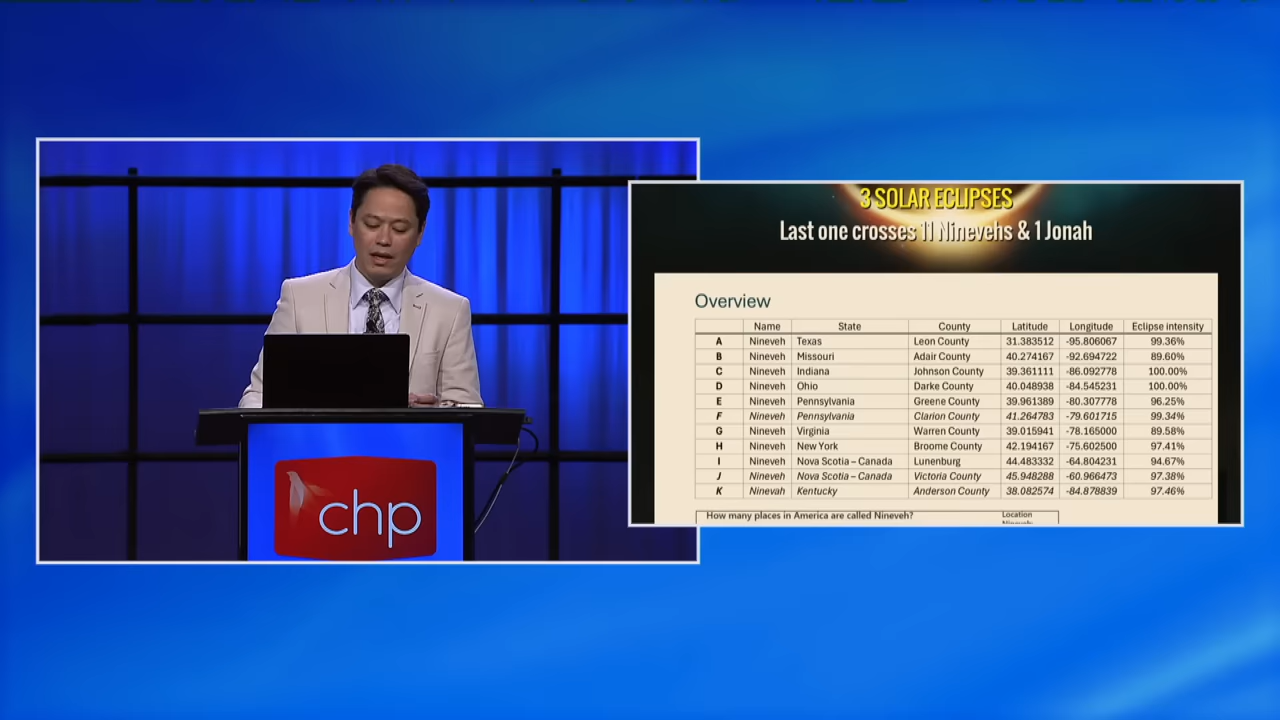 3 SOLAR ECLIPSES
Last one crosses 11 Ninevehs & 1 Jonah
Overview
Name State County Latitude Longitude Eclipse intensity
A Nineveh Texas Leon County 31.383512 -95.806067 99.36%
B Nineveh Missouri Adair County 40.274167 -92.694722 89.60%
C Nineveh Indiana Johnson County 39.361111 -86.092778 100.00%
D Nineveh Ohio Darke County 40.048938 -84.545231 100.00%
E Nineveh Pennsylvania Greene County 39.961389 -80.307778 96.25%
F Nineveh Pennsylvania Clarion County 41.264783 -79.601715 99.34%
G Nineveh Virginia Warren County 39.015941 -78.165000 89.58%
H Nineveh New York Broome County 42.194167 -75.602500 97.41%
I Nineveh Nova Scotia – Canada Lunenburg 44.483332 -64.804231 94.67%
J Nineveh Nova Scotia – Canada Victoria County 45.948288 -60.966473 97.38%
K Ninevah Kentucky Anderson County 38.082574 -84.878839 97.46%
How many places in America are called Nineveh? Location
chp